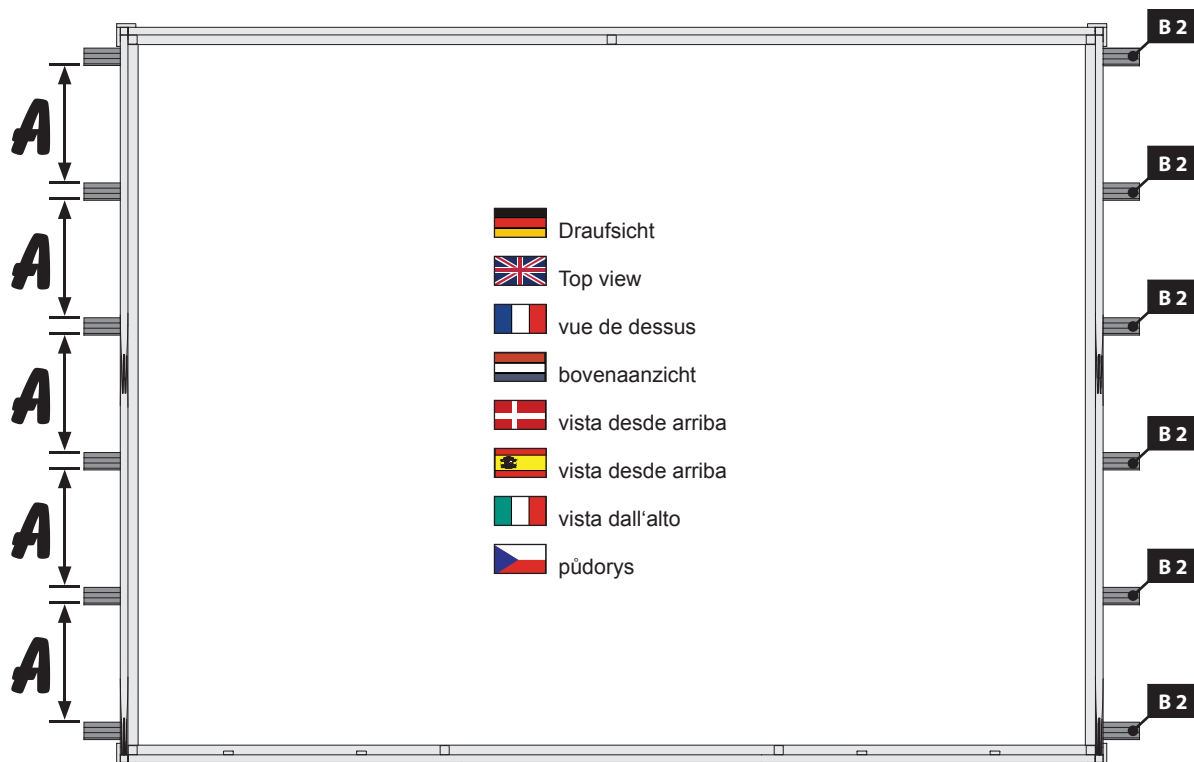 B 2
A
B 2
A
Draufsicht
Top view
B 2
vue de dessus
A
bovenaanzicht
vista desde arriba
B 2
vista desde arriba
A
vista dall‘alto
půdorys
B 2
A
B 2